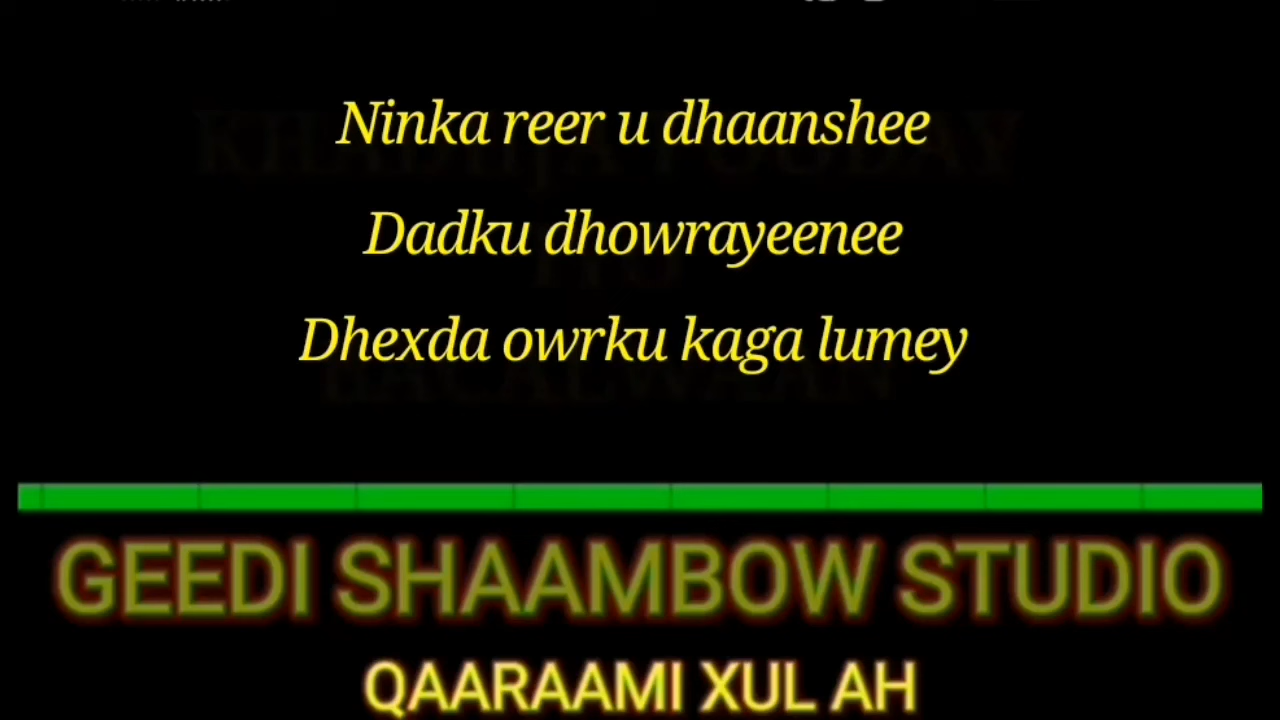 Ninka reer u dhaanshee
Dadku dhowrayeenee
Dhexda owrku kaga lumey
GEEDI SHAAMBOW STUDIO
QAARAAMI XUL AH